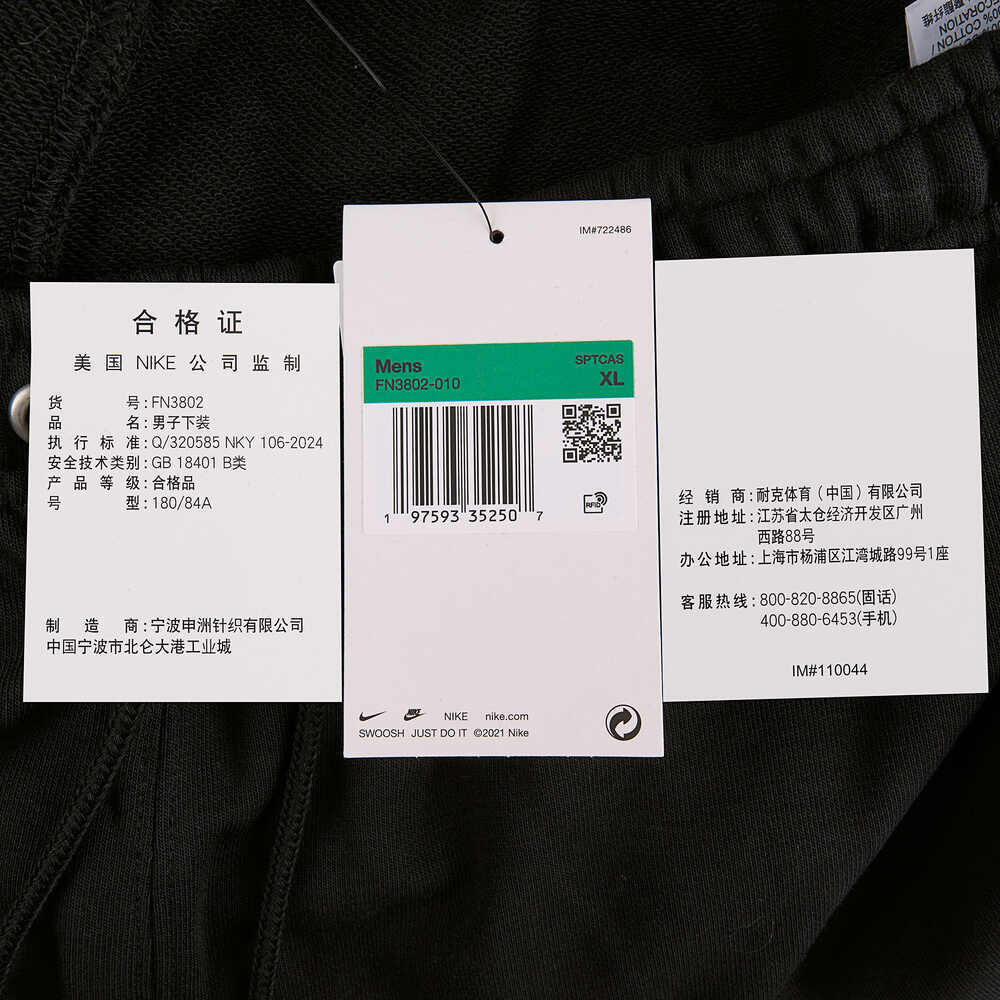 00% COTTON /
ECORATION
聚酯纤维
合格证
美国 NIKE 公司监制
货号:FN3802
品名:男子下装
执行标准:Q/320585 NKY 106-2024
安全技术类别:GB 18401 B类
产品等级:合格品
号型:180/84A
制造商:宁波申洲针织有限公司
中国宁波市北仑大港工业城
IM#722486
Mens
SPTCAS
FN3802-010
XL
RFID
1 97593 35250 7
NIKE nike.com
SWOOSH JUST DO IT ©2021 Nike
经销商:耐克体育(中国)有限公司
注册地址:江苏省太仓经济开发区广州
西路88号
办公地址:上海市杨浦区江湾城路99号1座
客服热线:800-820-8865(固话)
400-880-6453(手机)
IM#110044